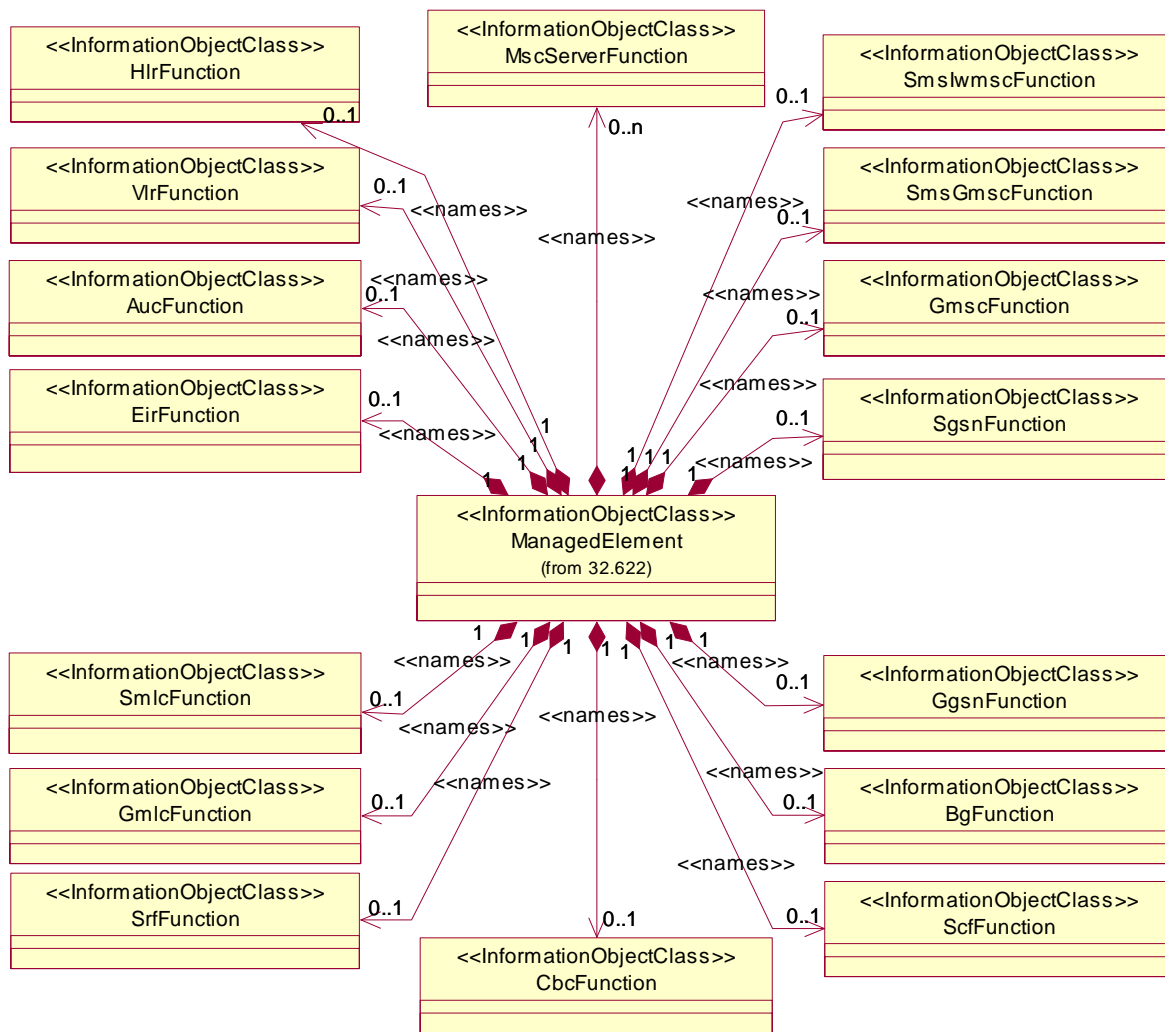 <<InformationObjectClass>>
HlrFunction
0..1
<<InformationObjectClass>>
MscServerFunction
0..n
<<InformationObjectClass>>
SmsIwmscFunction
0..1
<<InformationObjectClass>>
VlrFunction
0..1
<<InformationObjectClass>>
SmsGmscFunction
0..1
<<names>>
<<names>>
<<names>>
<<InformationObjectClass>>
AucFunction
0..1
<<names>>
<<names>>
<<InformationObjectClass>>
GmscFunction
0..1
<<names>>
<<InformationObjectClass>>
EirFunction
0..1
<<names>>
<<InformationObjectClass>>
SgsnFunction
0..1
<<names>>
<<names>>
1
1
1
1
1
1
1
1
1
<<InformationObjectClass>>
ManagedElement
(from 32.622)
1
1
1
1
1
1
1
<<InformationObjectClass>>
SmlcFunction
0..1
<<names>>
<<names>>
<<InformationObjectClass>>
GgsnFunction
0..1
<<names>>
<<names>>
<<InformationObjectClass>>
GmlcFunction
0..1
<<names>>
<<names>>
<<InformationObjectClass>>
BgFunction
0..1
<<names>>
<<InformationObjectClass>>
SrfFunction
0..1
<<InformationObjectClass>>
CbcFunction
0..1
<<InformationObjectClass>>
ScfFunction
0..1